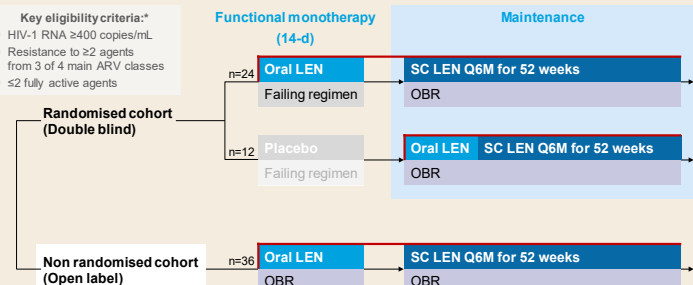 Key eligibility criteria:*
HIV-1 RNA ≥400 copies/mL
Resistance to ≥2 agents
from 3 of 4 main ARV classes
≤2 fully active agents
Functional monotherapy
(14-d)
Maintenance
n=24
Oral LEN
SC LEN Q6M for 52 weeks
Failing regimen
OBR
Randomised cohort
(Double blind)
n=12
Placebo
Oral LEN SC LEN Q6M for 52 weeks
Failing regimen
OBR
Non randomised cohort
(Open label)
n=36
Oral LEN
SC LEN Q6M for 52 weeks
OBR
OBR